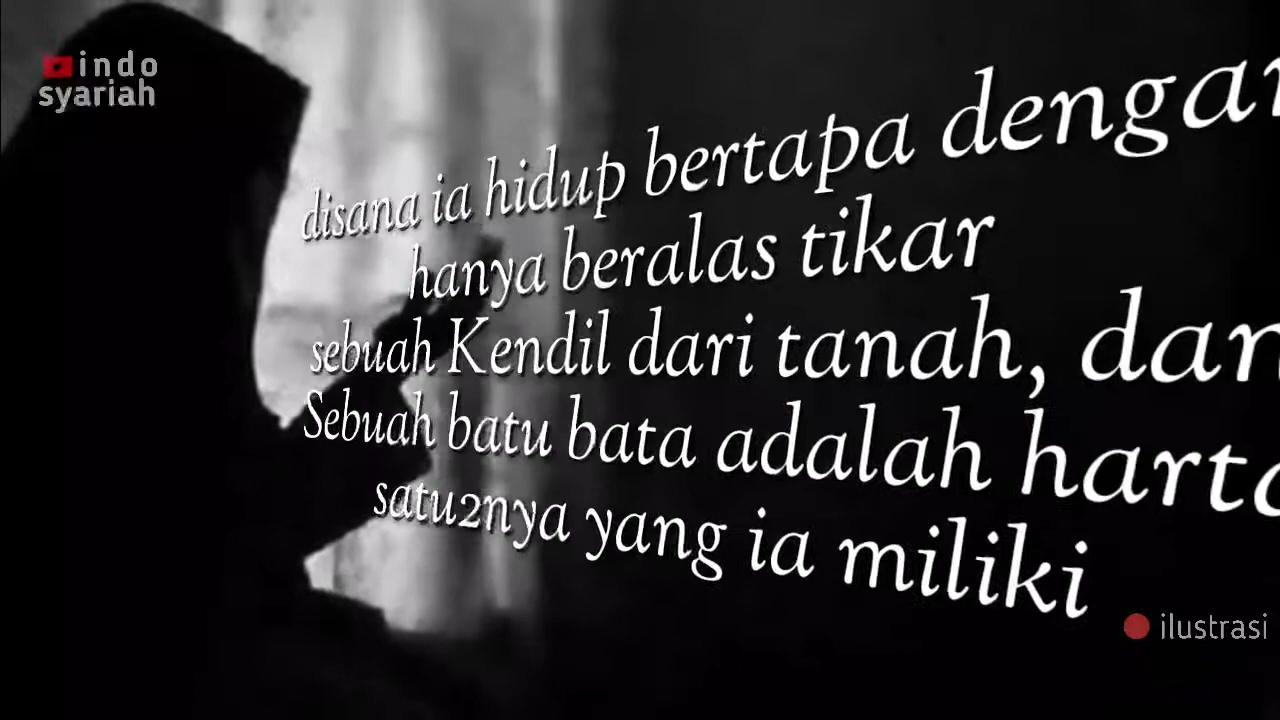 indo
syariah
disana ia hidup bertapa dengan
hanya beralas tikar
sebuah Kendil dari tanah, dan
Sebuah batu bata adalah harta
satu2nya yang ia miliki
ilustrasi